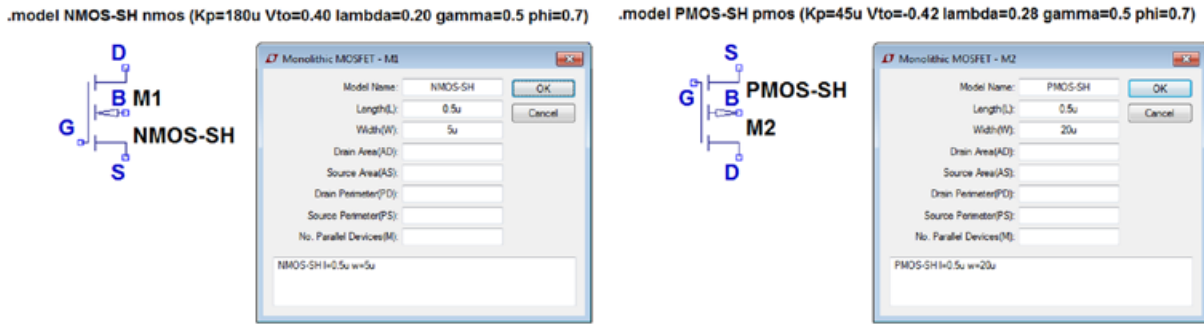 .model NMOS-SH nmos (Kp=180u Vto=0.40 lambda=0.20 gamma=0.5 phi=0.7)
D
B M1
G
NMOS-SH
S
Monolithic MOSFET - M1
Model Name: NMOS-SH OK
Length(L): 0.5u Cancel
Width(W): 5u
Drain Area(AD):
Source Area(AS):
Drain Perimeter(PD):
Source Perimeter(PS):
No. Parallel Devices(M):
NMOS-SH l=0.5u w=5u
.model PMOS-SH pmos (Kp=45u Vto=-0.42 lambda=0.28 gamma=0.5 phi=0.7)
S
G B PMOS-SH
M2
D
Monolithic MOSFET - M2
Model Name: PMOS-SH OK
Length(L): 0.5u Cancel
Width(W): 20u
Drain Area(AD):
Source Area(AS):
Drain Perimeter(PD):
Source Perimeter(PS):
No. Parallel Devices(M):
PMOS-SH l=0.5u w=20u